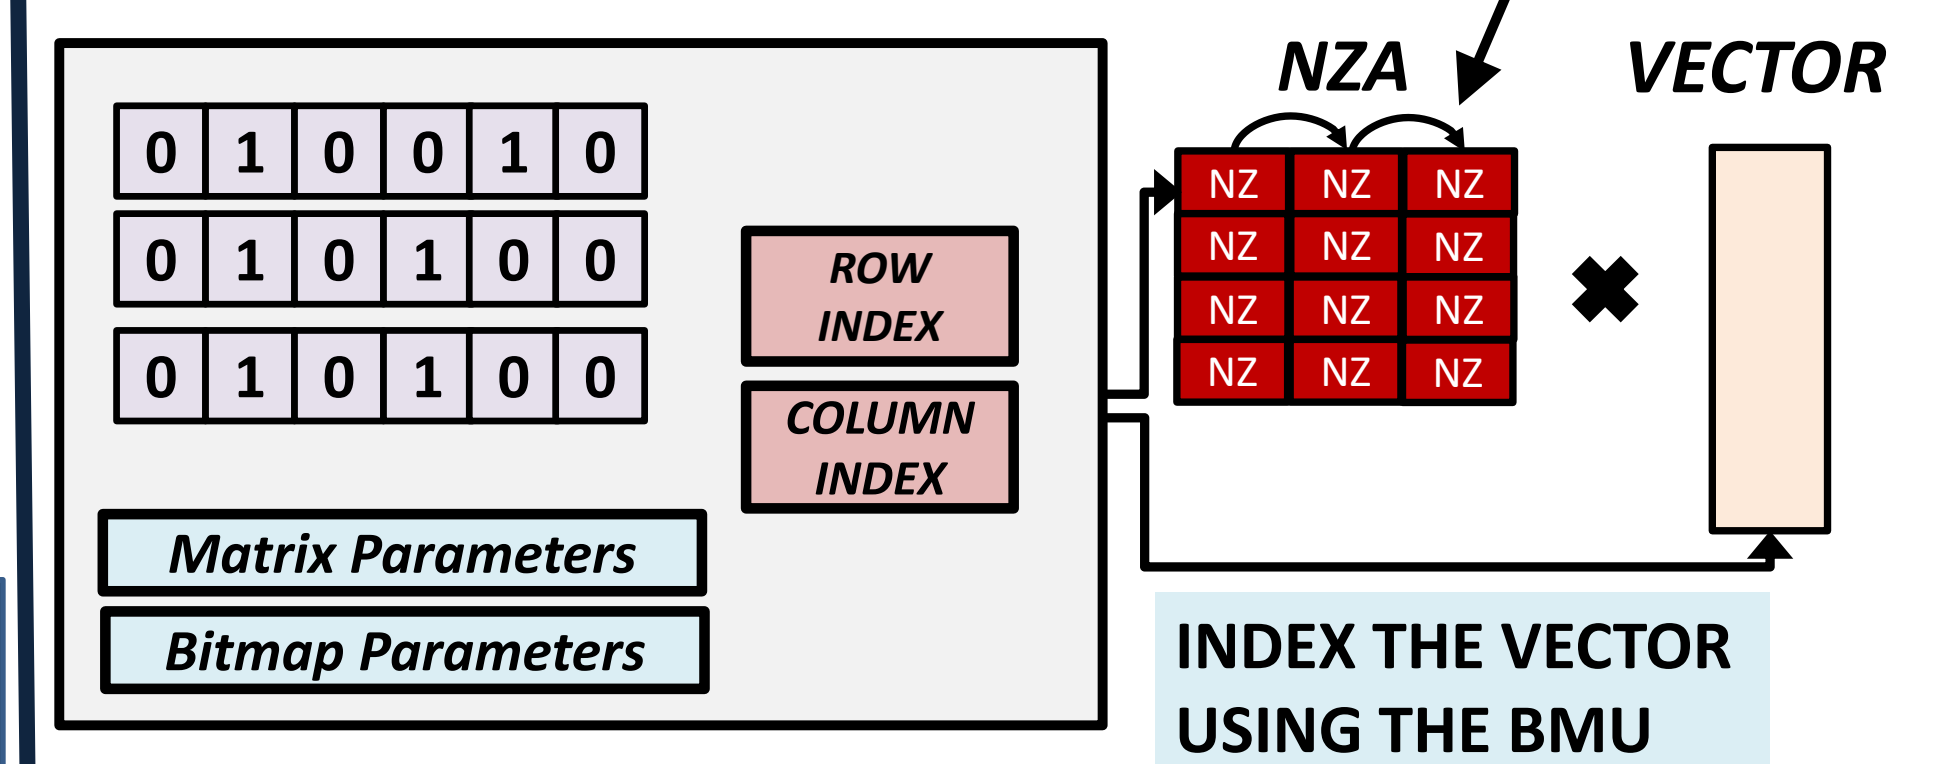 0 1 0 0 1 0
0 1 0 1 0 0
0 1 0 1 0 0
ROW
INDEX
COLUMN
INDEX
Matrix Parameters
Bitmap Parameters
NZA
NZ NZ NZ
NZ NZ NZ
NZ NZ NZ
NZ NZ NZ
VECTOR
INDEX THE VECTOR
USING THE BMU